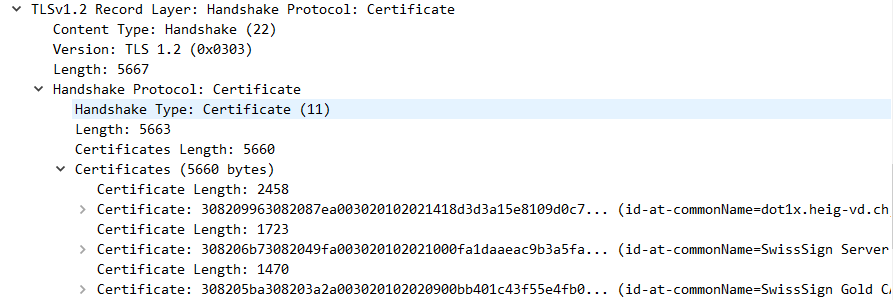 TLSv1.2 Record Layer: Handshake Protocol: Certificate
Content Type: Handshake (22)
Version: TLS 1.2 (0x0303)
Length: 5667
Handshake Protocol: Certificate
Handshake Type: Certificate (11)
Length: 5663
Certificates Length: 5660
Certificates (5660 bytes)
Certificate Length: 2458
Certificate: 308209963082087ea003020102021418d3d3a15e8109d0c7... (id-at-commonName=dot1x.heig-vd.ch
Certificate Length: 1723
Certificate: 308206b73082049fa003020102021000fa1daaeac9b3a5fa... (id-at-commonName=SwissSign Server
Certificate Length: 1470
Certificate: 308205ba308203a2a003020102020900bb401c43f55e4fb0... (id-at-commonName=SwissSign Gold